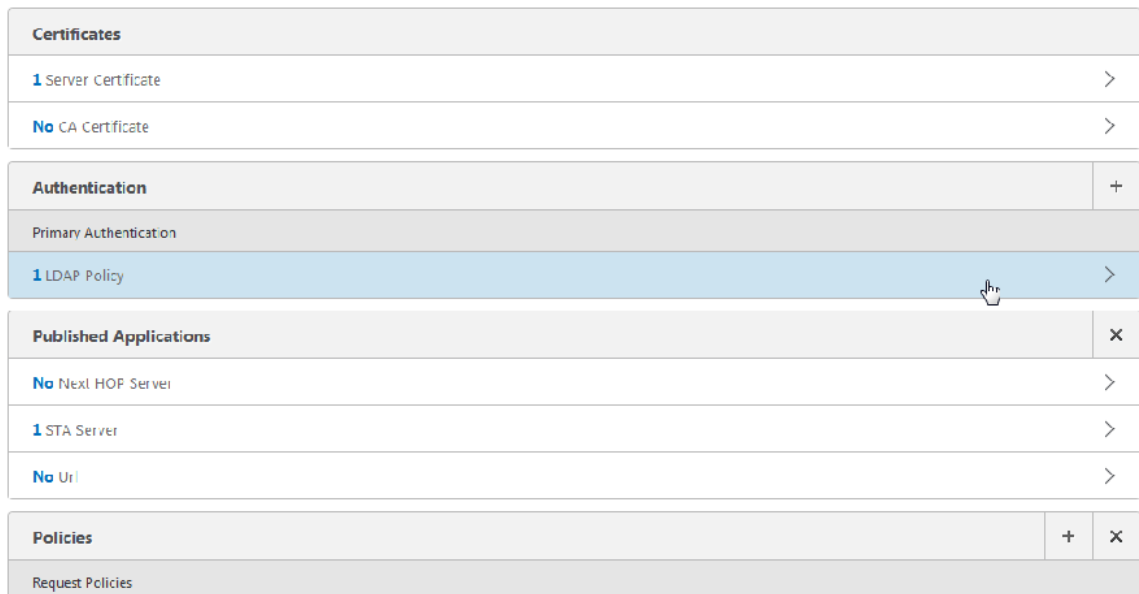 Certificates
1 Server Certificate
No CA Certificate
Authentication
Primary Authentication
1 LDAP Policy
Published Applications
No Next HOP Server
1 STA Server
No Url
Policies
Request Policies